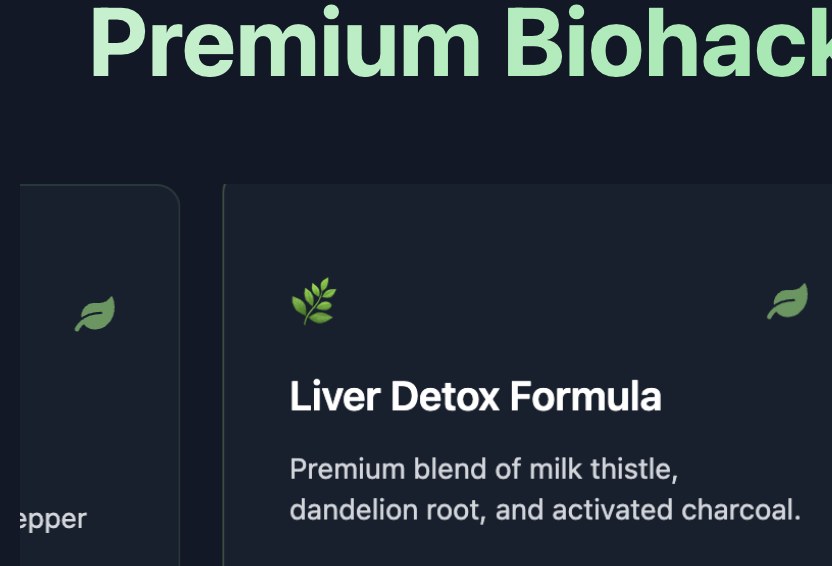 Premium Biohack
Liver Detox Formula
Premium blend of milk thistle,
dandelion root, and activated charcoal.
epper